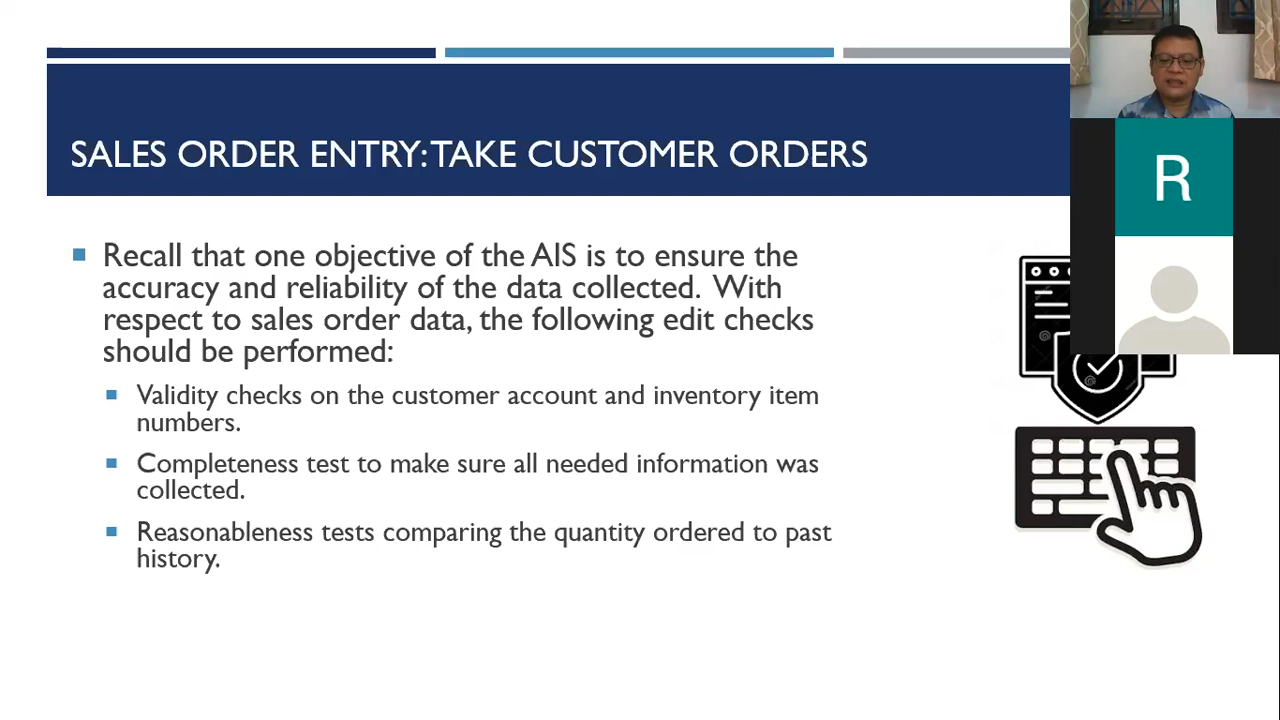 SALES ORDER ENTRY: TAKE CUSTOMER ORDERS
R
Recall that one objective of the AIS is to ensure the
accuracy and reliability of the data collected. With
respect to sales order data, the following edit checks
should be performed:
Validity checks on the customer account and inventory item
numbers.
Completeness test to make sure all needed information was
collected.
Reasonableness tests comparing the quantity ordered to past
history.